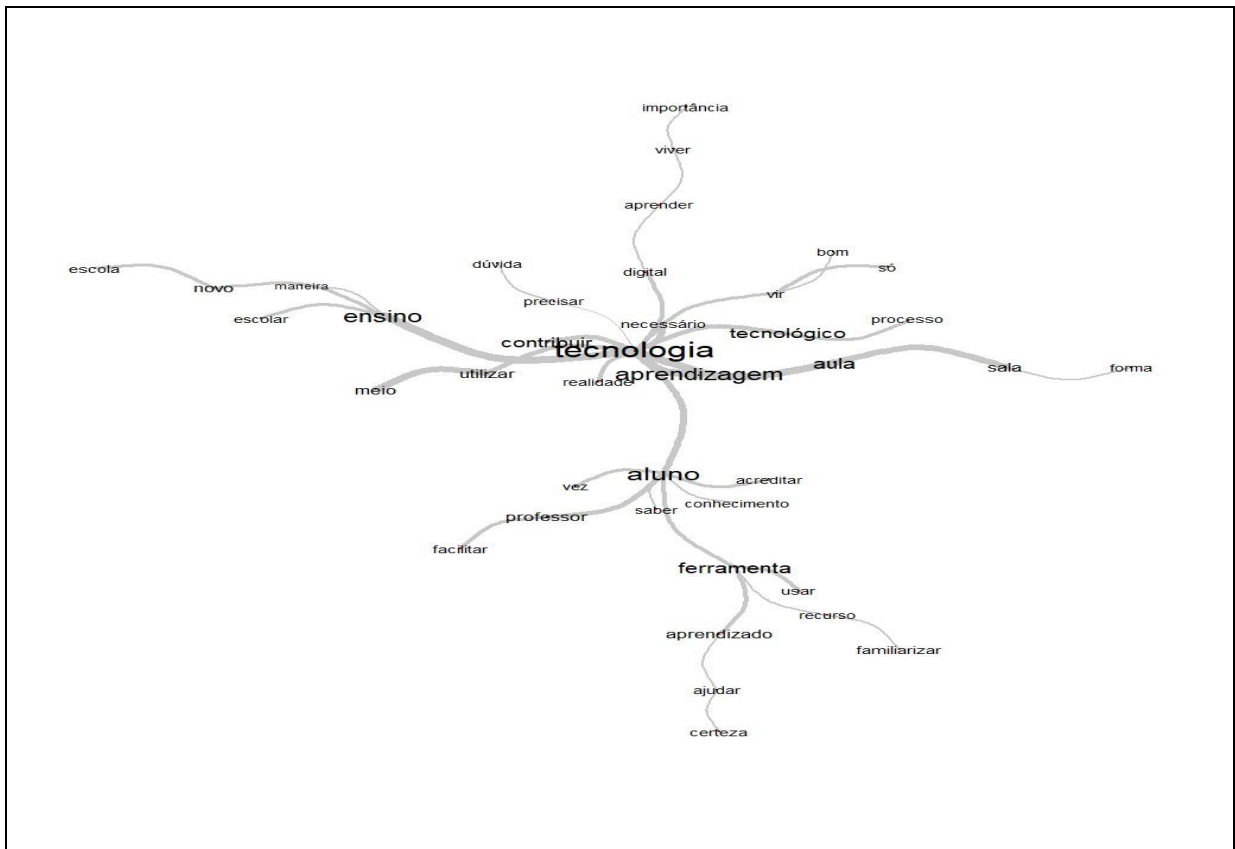 importância
viver
aprender
bom
dúvida
só
escola
digital
novo
maneira
vir
precisar
ensino
escolar
necessário
processo
tecnológico
contribuir
tecnologia
aula
sala
forma
utilizar
aprendizagem
realidade
meio
aluno
acreditar
vez
conhecimento
saber
professor
facilitar
ferramenta
usar
recurso
aprendizado
familiarizar
ajudar
certeza